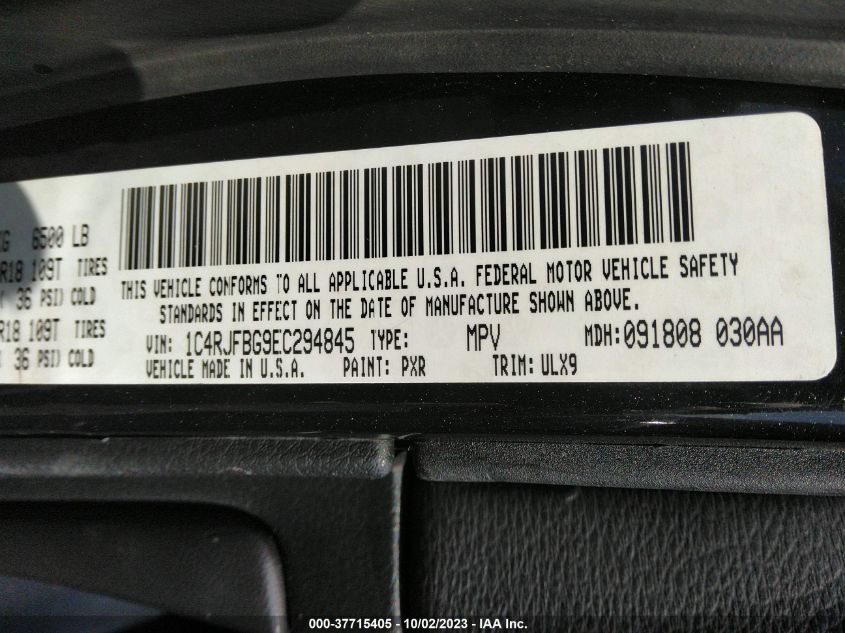 6500 LB
R18 109T TIRES
36 PSI) COLD
R18 109T TIRES
36 PSI) COLD
THIS VEHICLE CONFORMS TO ALL APPLICABLE U.S.A. FEDERAL MOTOR VEHICLE SAFETY
STANDARDS IN EFFECT ON THE DATE OF MANUFACTURE SHOWN ABOVE.
VIN: 1C4RJFBG9EC294845 TYPE: MPV MDH: 091808 030AA
VEHICLE MADE IN U.S.A. PAINT: PXR TRIM: ULX9
000-37715405 - 10/02/2023 - IAA Inc.